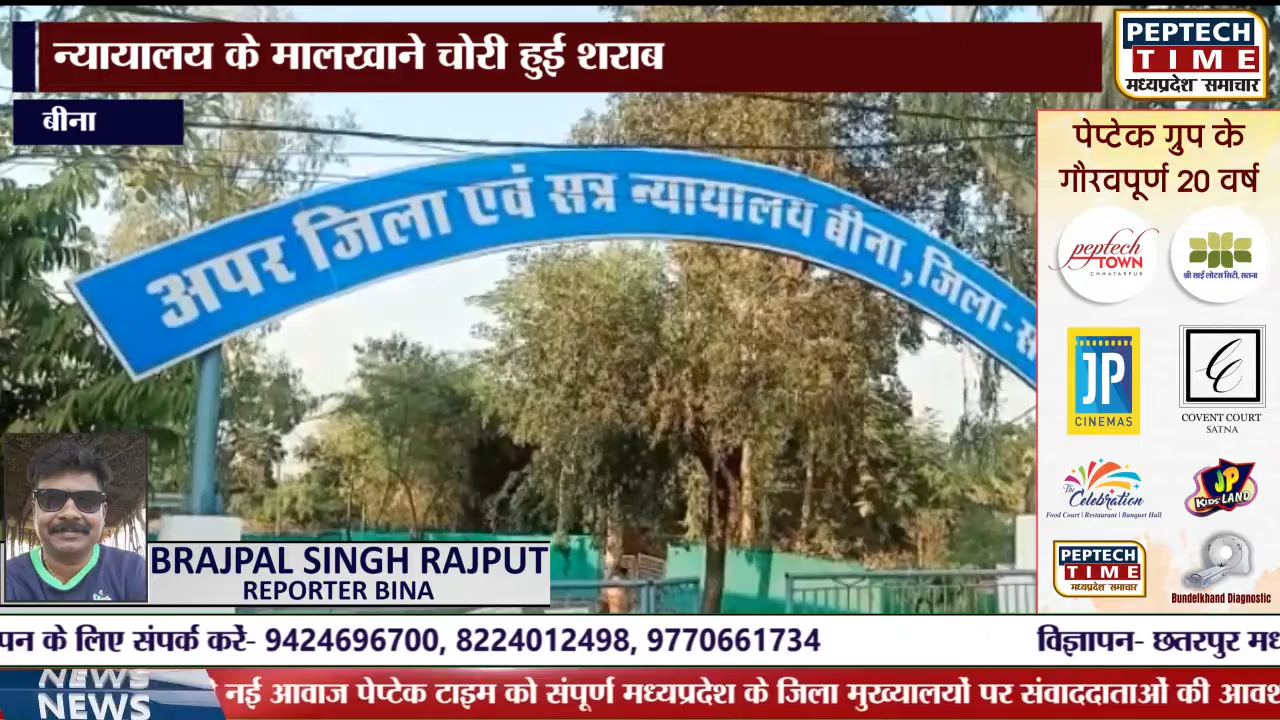 न्यायालय के मालखाने चोरी हुई शराब
बीना
PEPTECH
TIME
मध्यप्रदेश समाचार
अपर जिला एवं सत्र न्यायालय बीना, जिला-स
पेप्टेक ग्रुप के
गौरवपूर्ण 20 वर्ष
peptech
TOWN
CHHATARPUR
श्री साईं लोटस सिटी, सतना
JP
CINEMAS
COVENT COURT
SATNA
The
Celebration
Food Court | Restaurant | Banquet Hall
JP
KIDS LAND
PEPTECH
TIME
मध्यप्रदेश समाचार
Bundelkhand Diagnostic
BRAJPAL SINGH RAJPUT
REPORTER BINA
पन के लिए संपर्क करें- 9424696700, 8224012498, 9770661734 विज्ञापन- छतरपुर मध
NEWS
NEWS
नई आवाज पेप्टेक टाइम को संपूर्ण मध्यप्रदेश के जिला मुख्यालयों पर संवाददाताओं की आवश